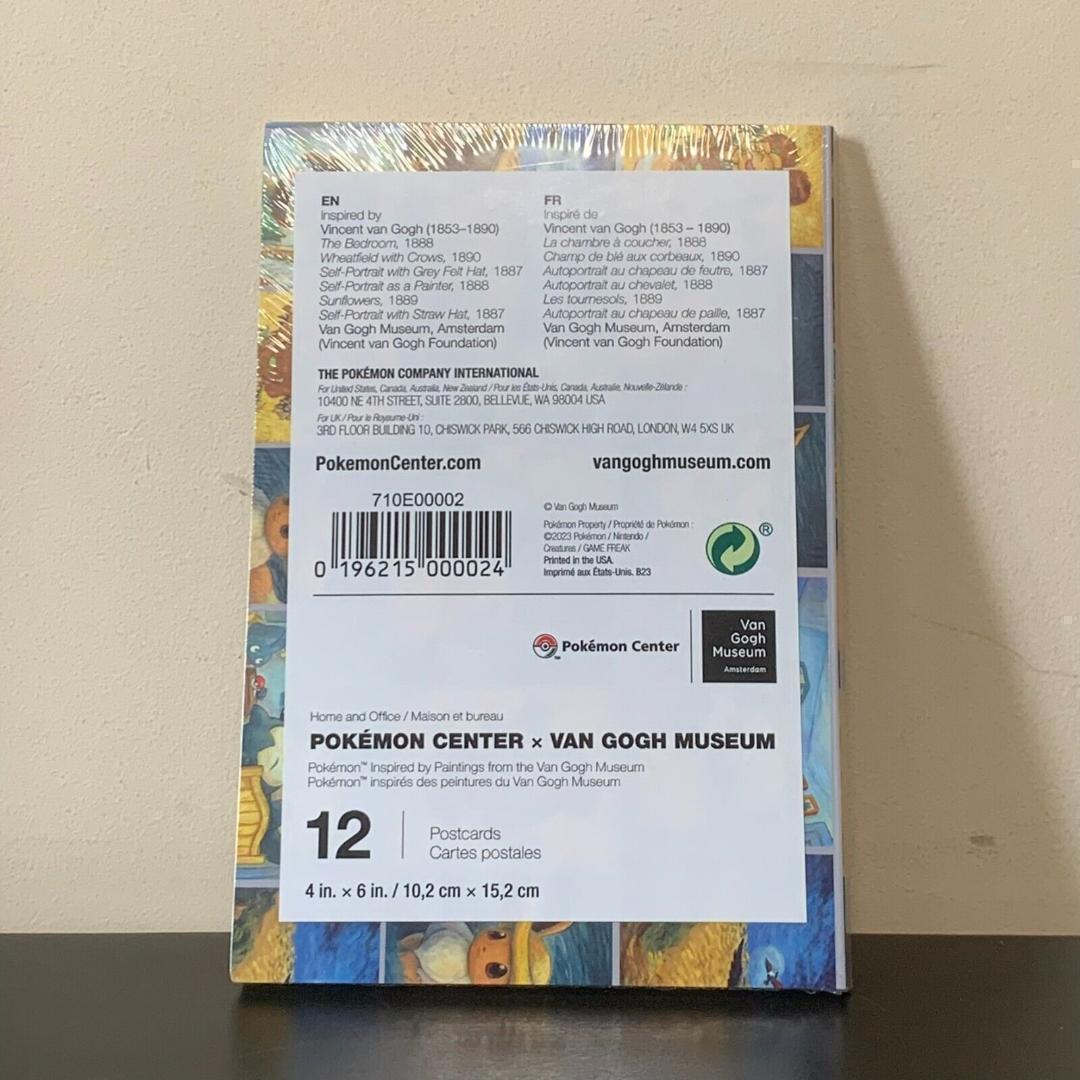 EN
Inspired by
Vincent van Gogh (1853–1890)
The Bedroom, 1888
Wheatfield with Crows, 1890
Self-Portrait with Grey Felt Hat, 1887
Self-Portrait as a Painter, 1888
Sunflowers, 1889
Self-Portrait with Straw Hat, 1887
Van Gogh Museum, Amsterdam
(Vincent van Gogh Foundation)
FR
Inspiré de
Vincent van Gogh (1853 – 1890)
La chambre à coucher, 1888
Champ de blé aux corbeaux, 1890
Autoportrait au chapeau de feutre, 1887
Autoportrait au chevalet, 1888
Les tournesols, 1889
Autoportrait au chapeau de paille, 1887
Van Gogh Museum, Amsterdam
(Vincent van Gogh Foundation)
THE POKÉMON COMPANY INTERNATIONAL
For United States, Canada, Australia, New Zealand / Pour les États-Unis, Canada, Australie, Nouvelle-Zélande :
10400 NE 4TH STREET, SUITE 2800, BELLEVUE, WA 98004 USA
For UK / Pour le Royaume-Uni :
3RD FLOOR BUILDING 10, CHISWICK PARK, 566 CHISWICK HIGH ROAD, LONDON, W4 5XS UK
PokemonCenter.com
vangoghmuseum.com
710E00002
0 196215 000024
© Van Gogh Museum
Pokémon Property / Propriété de Pokémon :
©2023 Pokémon / Nintendo /
Creatures / GAME FREAK
Printed in the USA.
Imprimé aux États-Unis. B23
®
Pokémon Center
TM
Van
Gogh
Museum
Amsterdam
Home and Office / Maison et bureau
POKÉMON CENTER × VAN GOGH MUSEUM
Pokémon™ Inspired by Paintings from the Van Gogh Museum
Pokémon™ inspirés des peintures du Van Gogh Museum
12
Postcards
Cartes postales
4 in. × 6 in. / 10,2 cm × 15,2 cm